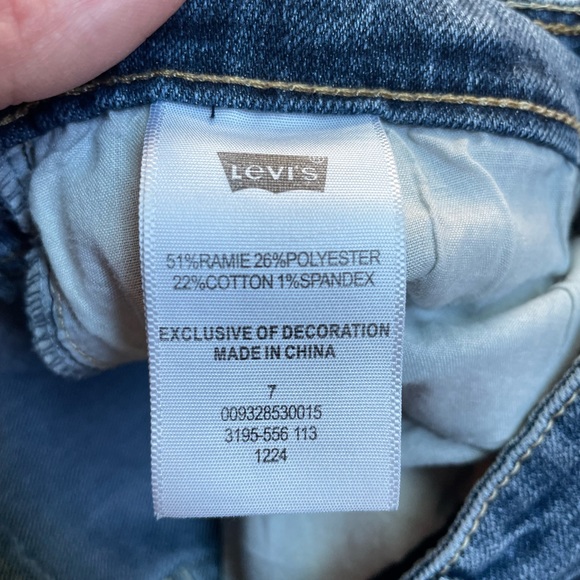 LEVI'S®
51%RAMIE 26%POLYESTER
22%COTTON 1%SPANDEX
EXCLUSIVE OF DECORATION
MADE IN CHINA
7
009328530015
3195-556 113
1224